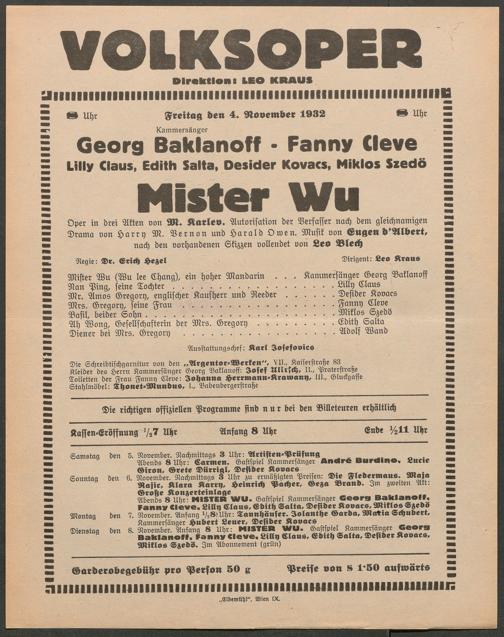 VOLKSOPER
Direktion: LEO KRAUS
8 Uhr Freitag den 4. November 1932 8 Uhr
Kammersänger
Georg Baklanoff - Fanny Cleve
Lilly Claus, Edith Salta, Desider Kovacs, Miklos Szedö
Mister Wu
Oper in drei Akten von M. Karlev. Autorisation der Verfasser nach dem gleichnamigen
Drama von Harry M. Vernon und Harald Owen. Musik von Eugen d'Albert,
nach den vorhandenen Skizzen vollendet von Leo Blech
Regie: Dr. Erich Hezel Dirigent: Leo Kraus
Mister Wu (Wu lee Chang), ein hoher Mandarin . . . . Kammersänger Georg Baklanoff
Nan Ping, seine Tochter . . . . Lilly Claus
Mr. Amos Gregory, englischer Kaufherr und Reeder . . . . Desider Kovacs
Mrs. Gregory, seine Frau . . . . Fanny Cleve
Basil, beider Sohn . . . . Miklos Szedö
Ah Wong, Gesellschafterin der Mrs. Gregory . . . . Edith Salta
Diener bei Mrs. Gregory . . . . Adolf Wand
Ausstattungschef: Karl Josefovics
Die Schreibtischgarnitur von den „Argentor-Werken", VII., Kaiserstraße 83
Kleider des Herrn Kammersänger Georg Baklanoff: Josef Ullrich, II., Praterstraße
Toiletten der Frau Fanny Cleve: Johanna Herrmann-Krawany, III., Gluckgasse
Stahlmöbel: Thonet-Mundus, I., Babenbergerstraße
Die richtigen offiziellen Programme sind nur bei den Billeteuren erhältlich
Kassen-Eröffnung ½7 Uhr Anfang 8 Uhr Ende ½11 Uhr
Samstag den 5. November. Nachmittags 3 Uhr: Artisten-Prüfung
Abends 8 Uhr: Carmen. Gastspiel Kammersänger André Burdino. Lucie
Giron, Grete Dürrigl, Desider Kovacs
Sonntag den 6. November. Nachmittags 3 Uhr zu ermäßigten Preisen: Die Fledermaus. Maja
Rajfic, Klara Karry, Heinrich Pacher, Geza Brand. Im zweiten Akt:
Große Konzerteinlage
Abends 8 Uhr: MISTER WU. Gastspiel Kammersänger Georg Baklanoff,
Fanny Cleve, Lilly Claus, Edith Salta, Desider Kovacs, Miklos Szedö
Montag den 7. November. Anfang ½8 Uhr: Tannhäuser. Jolanthe Garda, Maria Schubert,
Kammersänger Hubert Leuer, Desider Kovacs
Dienstag den 8. November. Anfang 8 Uhr: MISTER WU. Gastspiel Kammersänger Georg
Baklanoff, Fanny Cleve, Lilly Claus, Edith Salta, Desider Kovacs,
Miklos Szedö. Im Abonnement (grün)
Garderobegebühr pro Person 50 g Preise von S 1·50 aufwärts
„Elbemühl", Wien IX.